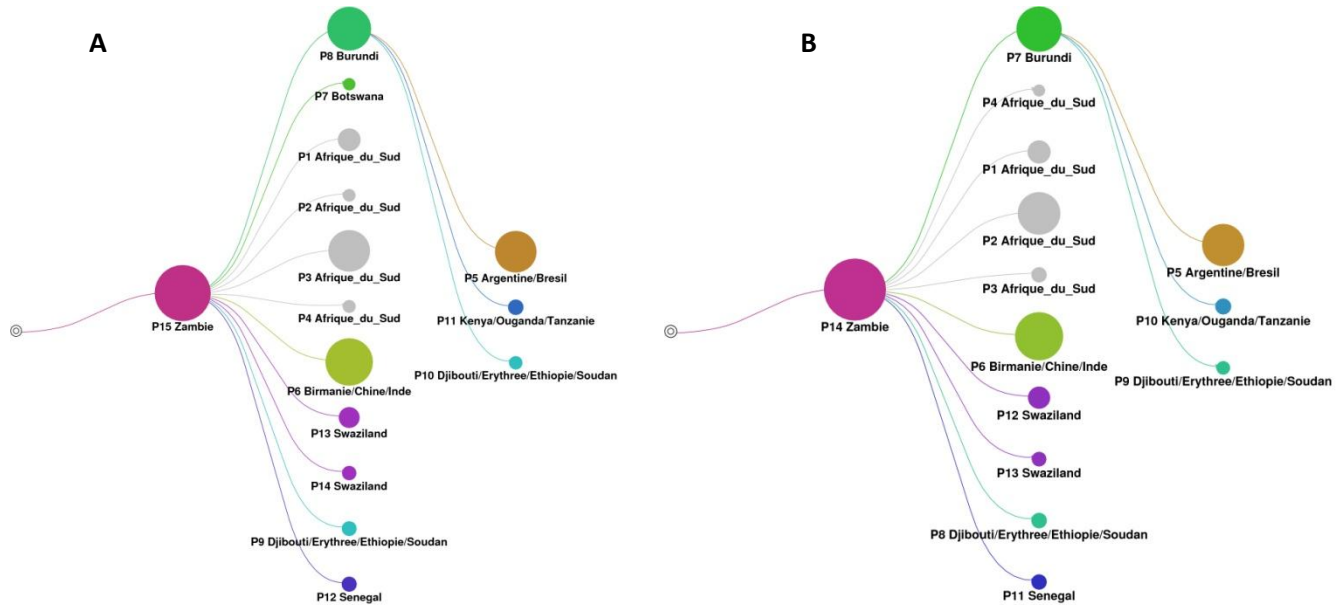 A
P8 Burundi
P7 Botswana
P1 Afrique_du_Sud
P2 Afrique_du_Sud
P3 Afrique_du_Sud
P5 Argentine/Bresil
P4 Afrique_du_Sud
P11 Kenya/Ouganda/Tanzanie
P15 Zambie
P10 Djibouti/Erythree/Ethiopie/Soudan
P6 Birmanie/Chine/Inde
P13 Swaziland
P14 Swaziland
P9 Djibouti/Erythree/Ethiopie/Soudan
P12 Senegal
B
P7 Burundi
P4 Afrique_du_Sud
P1 Afrique_du_Sud
P2 Afrique_du_Sud
P5 Argentine/Bresil
P3 Afrique_du_Sud
P10 Kenya/Ouganda/Tanzanie
P14 Zambie
P6 Birmanie/Chine/Inde
P9 Djibouti/Erythree/Ethiopie/Soudan
P12 Swaziland
P13 Swaziland
P8 Djibouti/Erythree/Ethiopie/Soudan
P11 Senegal